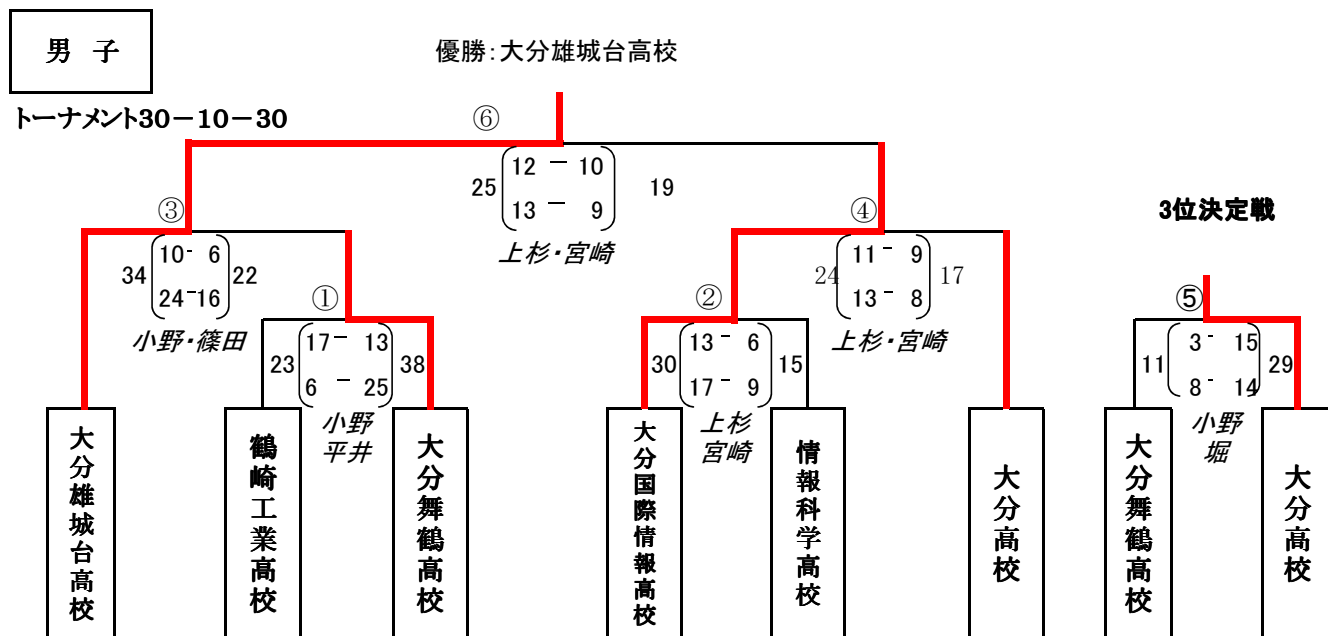 男 子
優勝:大分雄城台高校
トーナメント30-10-30
⑥
12 - 10
25 19
13 - 9
上杉・宮崎
③
10- 6
34 22
24-16
小野・篠田
④
11- 9
24 17
13- 8
上杉・宮崎
3位決定戦
①
17- 13
23 38
6 - 25
小野
平井
②
13- 6
30 15
17- 9
上杉
宮崎
⑤
3- 15
11 29
8- 14
小野
堀
大分雄城台高校
鶴崎工業高校
大分舞鶴高校
大分国際情報高校
情報科学高校
大分高校
大分舞鶴高校
大分高校